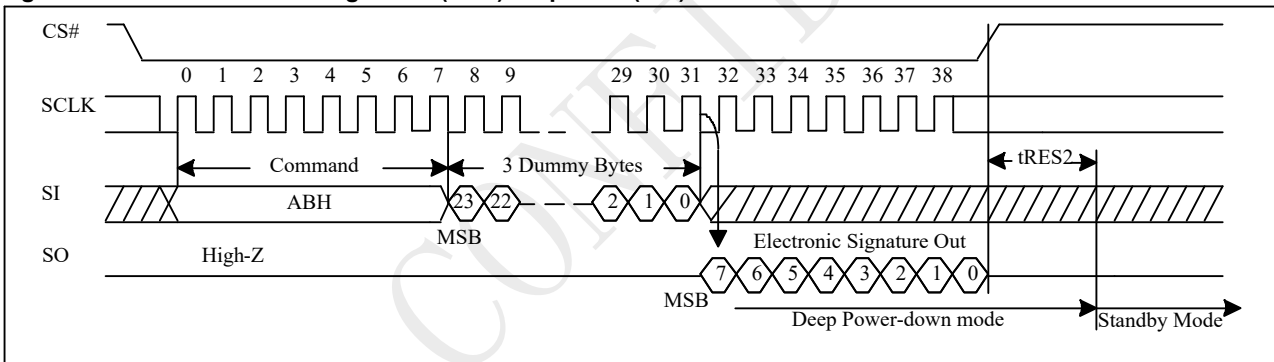 CS#
0 1 2 3 4 5 6 7 8 9 29 30 31 32 33 34 35 36 37 38
SCLK
Command 3 Dummy Bytes tRES2
SI ABH 23 22 2 1 0
MSB
SO High-Z Electronic Signature Out
7 6 5 4 3 2 1 0
MSB
Deep Power-down mode Standby Mode